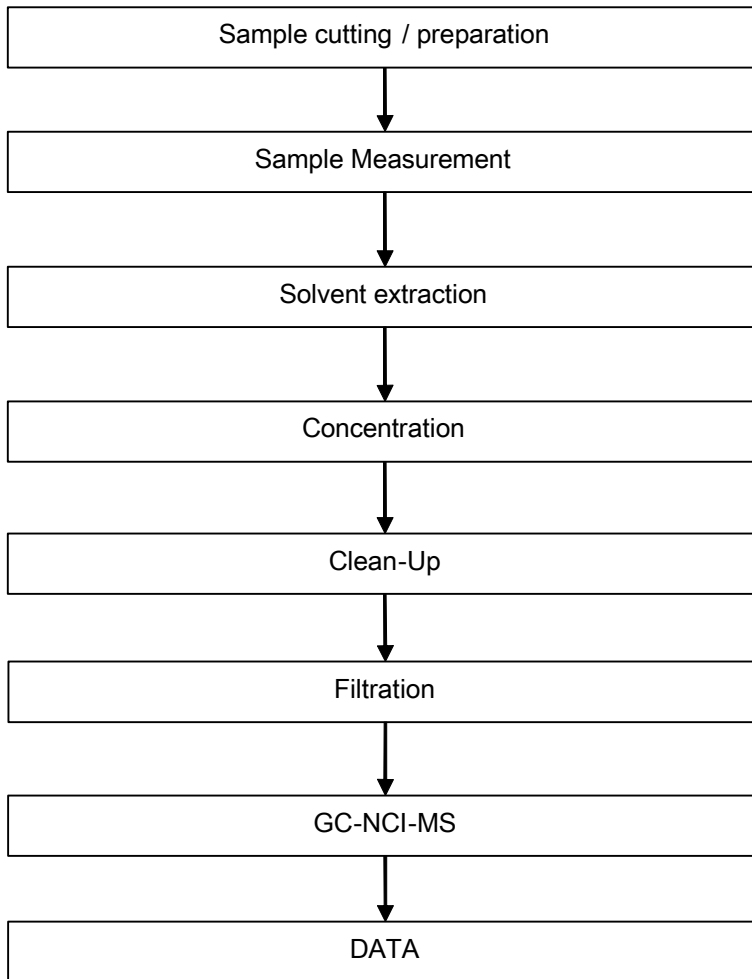 Sample cutting / preparation
Sample Measurement
Solvent extraction
Concentration
Clean-Up
Filtration
GC-NCI-MS
DATA